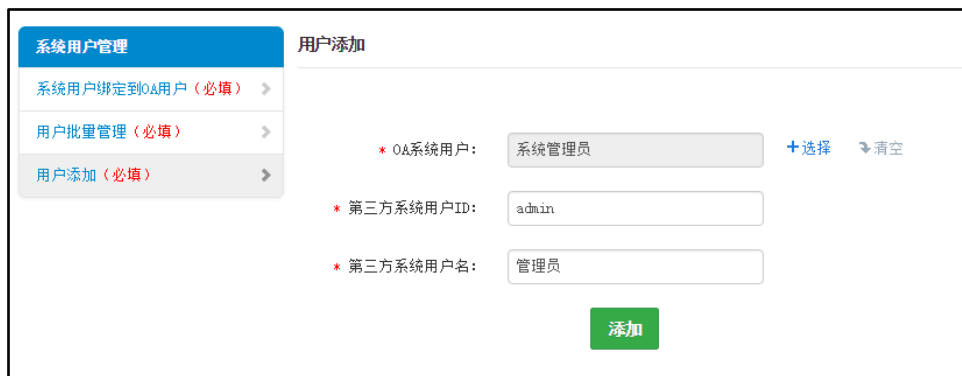 系统用户管理
系统用户绑定到OA用户（必填）
用户批量管理（必填）
用户添加（必填）
用户添加
* OA系统用户: 系统管理员 +选择 清空
* 第三方系统用户ID: admin
* 第三方系统用户名: 管理员
添加